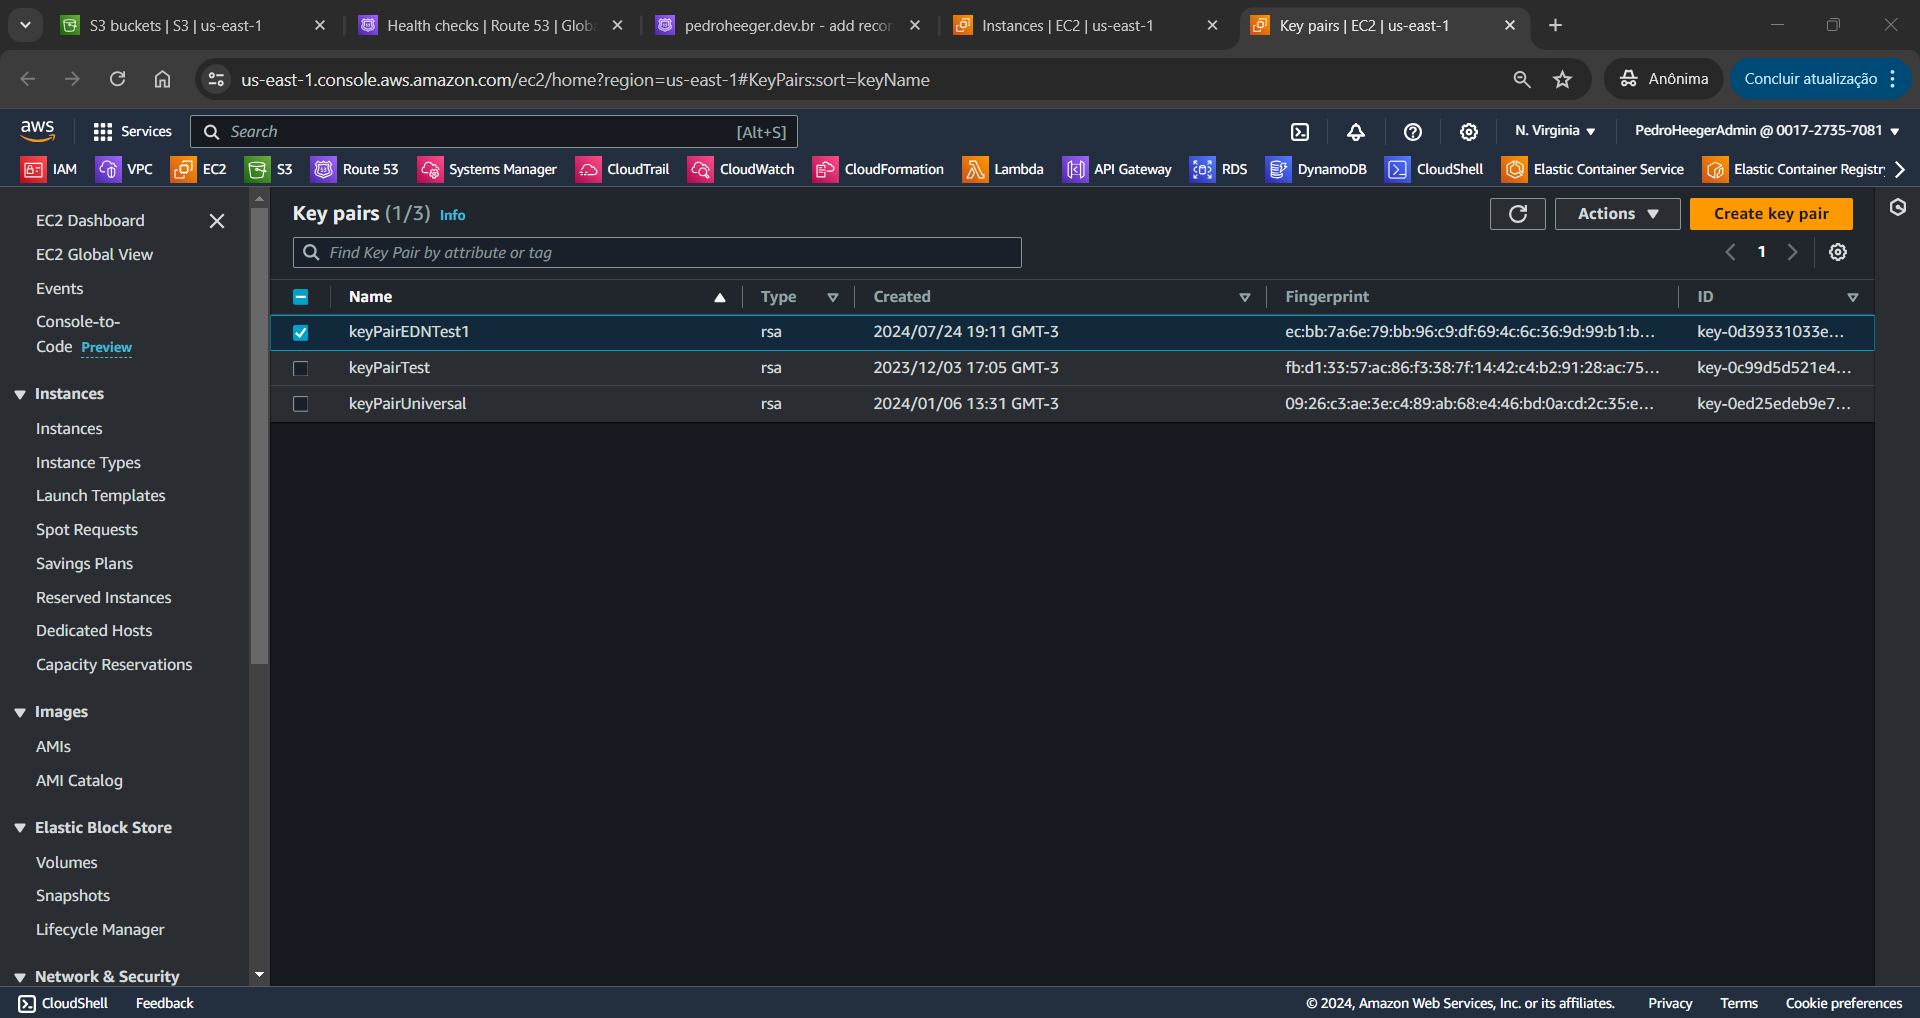 S3 buckets | S3 | us-east-1
Health checks | Route 53 | Glob
pedroheeger.dev.br - add recor
Instances | EC2 | us-east-1
Key pairs | EC2 | us-east-1
us-east-1.console.aws.amazon.com/ec2/home?region=us-east-1#KeyPairs:sort=keyName
Anônima
Concluir atualização
aws
Services
Search
[Alt+S]
N. Virginia
PedroHeegerAdmin @ 0017-2735-7081
IAM
VPC
EC2
S3
Route 53
Systems Manager
CloudTrail
CloudWatch
CloudFormation
Lambda
API Gateway
RDS
DynamoDB
CloudShell
Elastic Container Service
Elastic Container Registr
EC2 Dashboard
EC2 Global View
Events
Console-to-
Code Preview
Instances
Instances
Instance Types
Launch Templates
Spot Requests
Savings Plans
Reserved Instances
Dedicated Hosts
Capacity Reservations
Images
AMIs
AMI Catalog
Elastic Block Store
Volumes
Snapshots
Lifecycle Manager
Network & Security
Key pairs (1/3) Info
Actions
Create key pair
Find Key Pair by attribute or tag
1
Name Type Created Fingerprint ID
keyPairEDNTest1 rsa 2024/07/24 19:11 GMT-3 ec:bb:7a:6e:79:bb:96:c9:df:69:4c:6c:36:9d:99:b1:b... key-0d39331033e...
keyPairTest rsa 2023/12/03 17:05 GMT-3 fb:d1:33:57:ac:86:f3:38:7f:14:42:c4:b2:91:28:ac:75... key-0c99d5d521e4...
keyPairUniversal rsa 2024/01/06 13:31 GMT-3 09:26:c3:ae:3e:c4:89:ab:68:e4:46:bd:0a:cd:2c:35:e... key-0ed25edeb9e7...
CloudShell
Feedback
© 2024, Amazon Web Services, Inc. or its affiliates.
Privacy
Terms
Cookie preferences